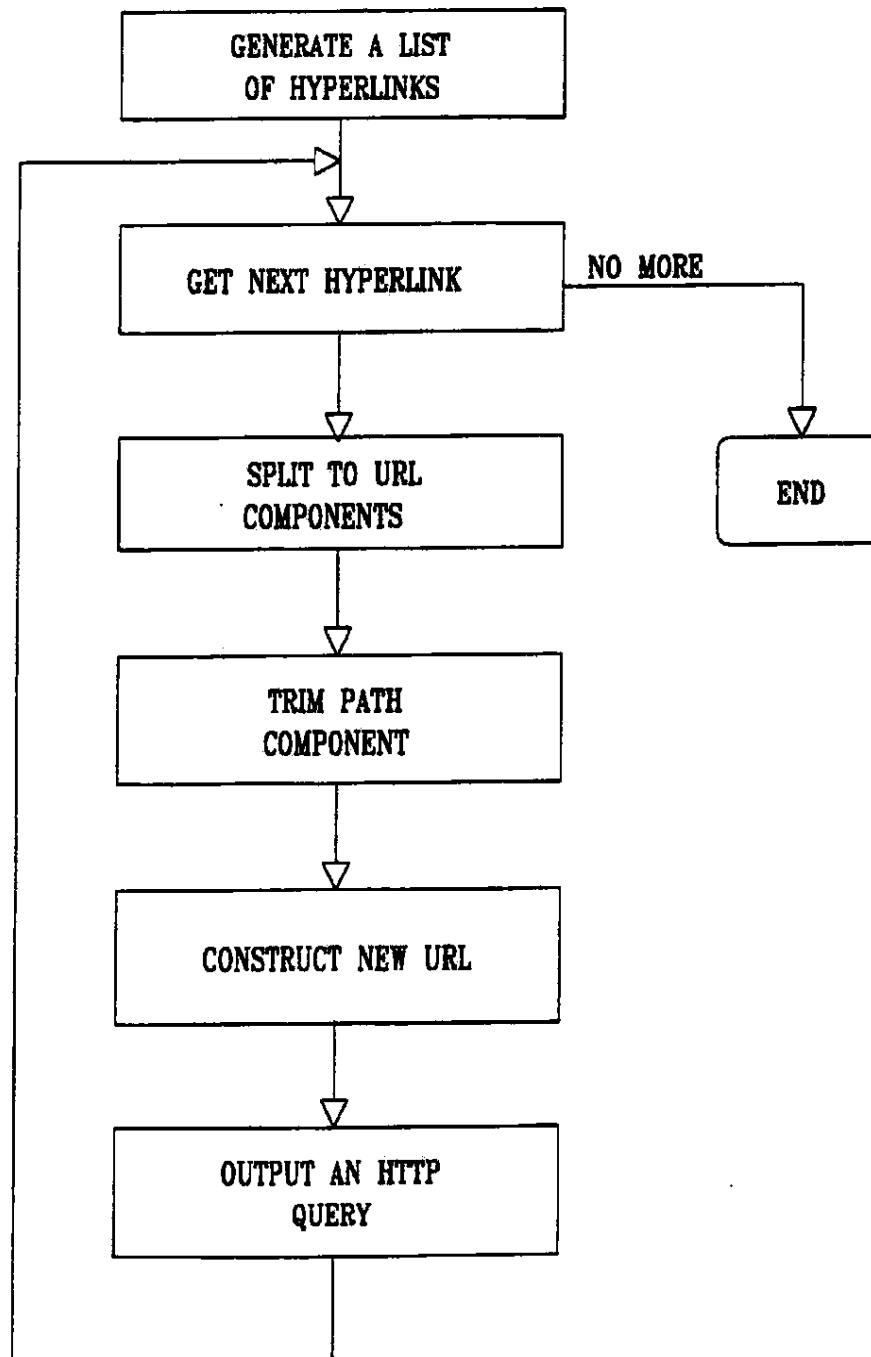 GENERATE A LIST
OF HYPERLINKS
GET NEXT HYPERLINK
NO MORE
SPLIT TO URL
COMPONENTS
END
TRIM PATH
COMPONENT
CONSTRUCT NEW URL
OUTPUT AN HTTP
QUERY